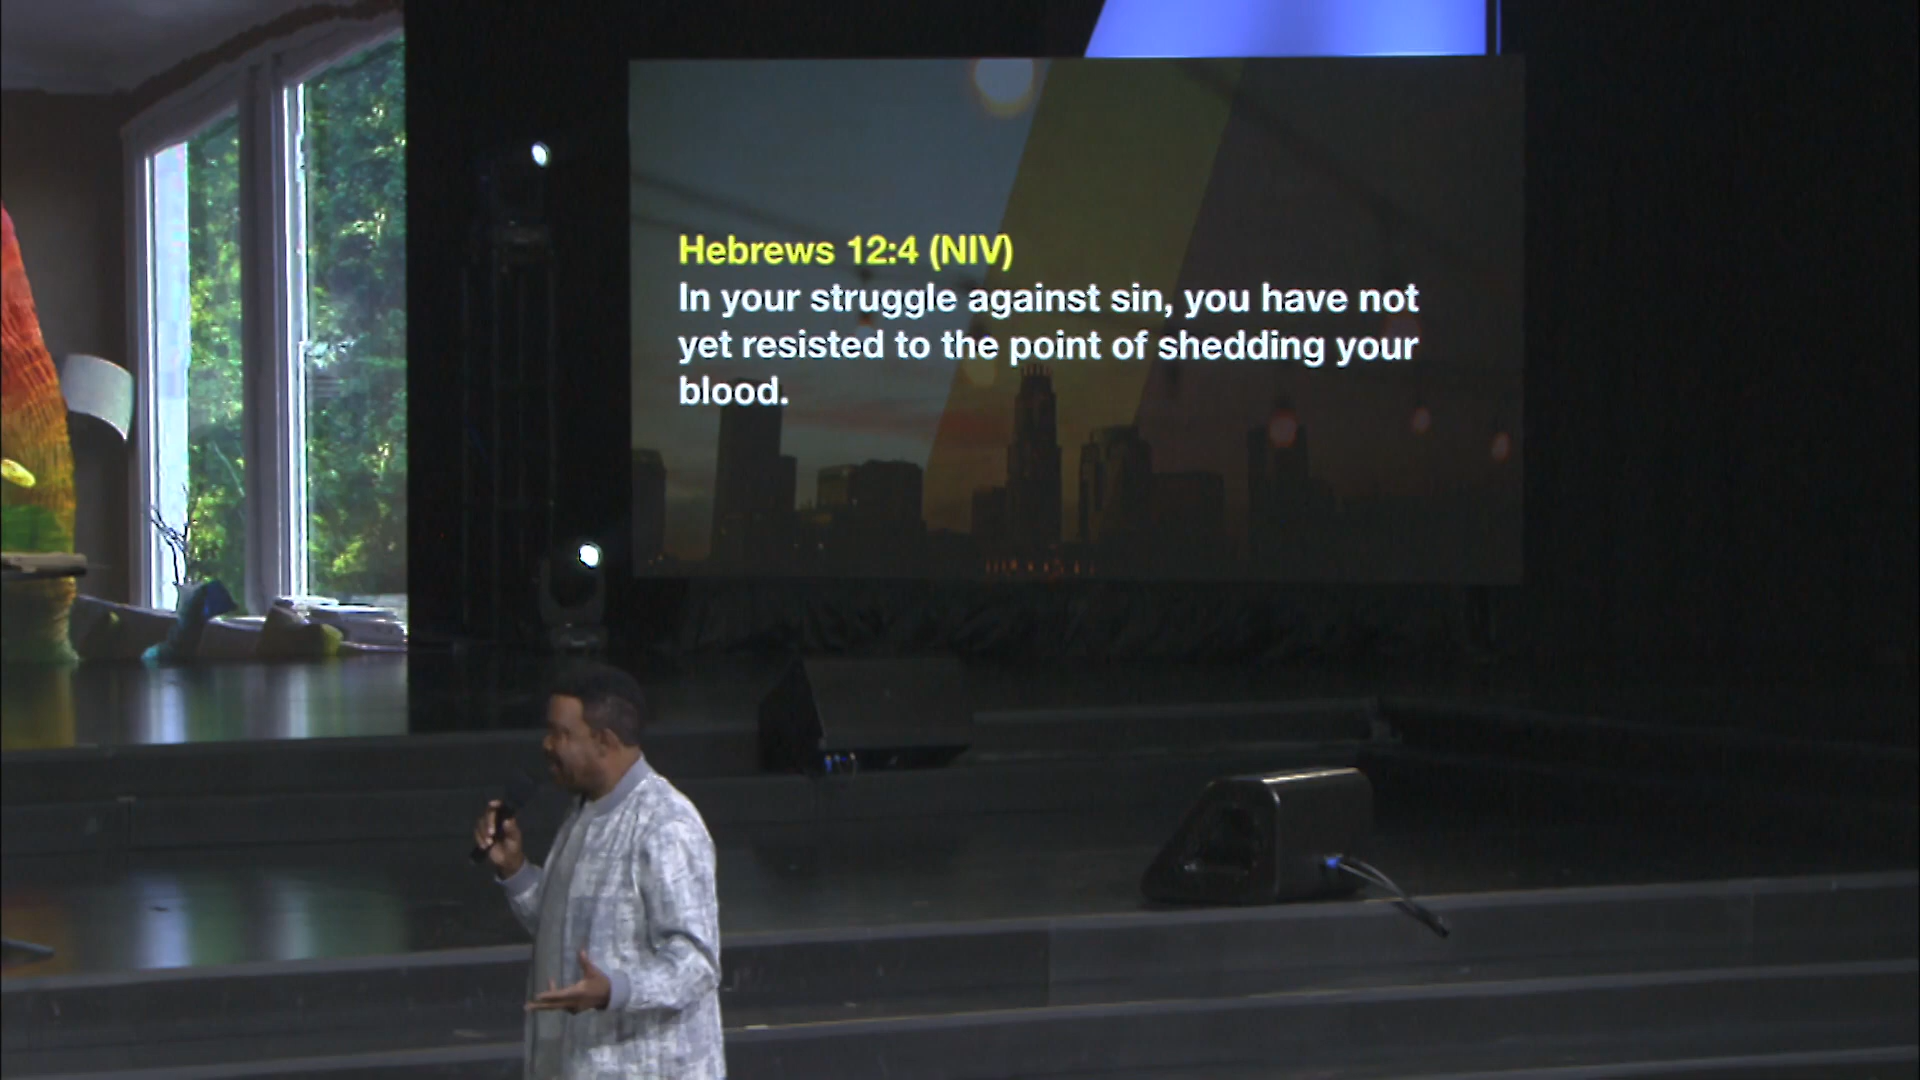 Hebrews 12:4 (NIV)
In your struggle against sin, you have not
yet resisted to the point of shedding your
blood.